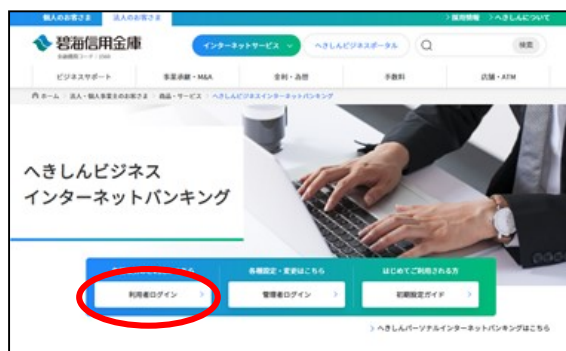 個人のお客さま 法人のお客さま > 採用情報 > へきしんについて
碧海信用金庫
金融機関コード：1560
インターネットサービス へきしんビジネスポータル 検索
ビジネスサポート 事業承継・M&A 金利・為替 手数料 店舗・ATM
ホーム 法人・個人事業主のお客さま 商品・サービス へきしんビジネスインターネットバンキング
へきしんビジネス
インターネットバンキング
各種設定・変更はこちら はじめてご利用される方
利用者ログイン > 管理者ログイン > 初期設定ガイド >
> へきしんパーソナルインターネットバンキングはこちら